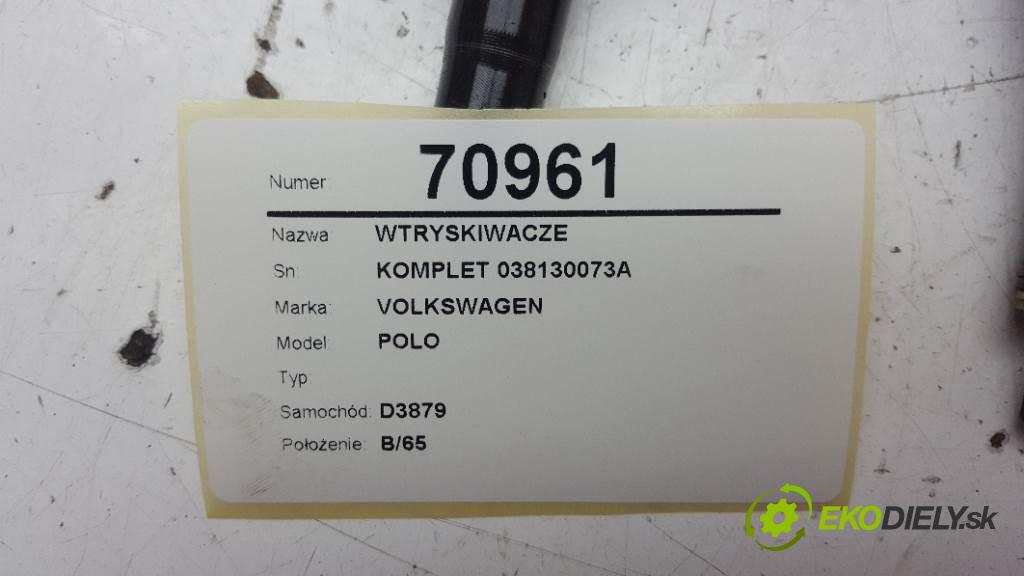 Numer 70961
Nazwa WTRYSKIWACZE
Sn: KOMPLET 038130073A
Marka: VOLKSWAGEN
Model: POLO
Typ:
Samochód: D3879
Położenie: B/65
EKODIELY.sk